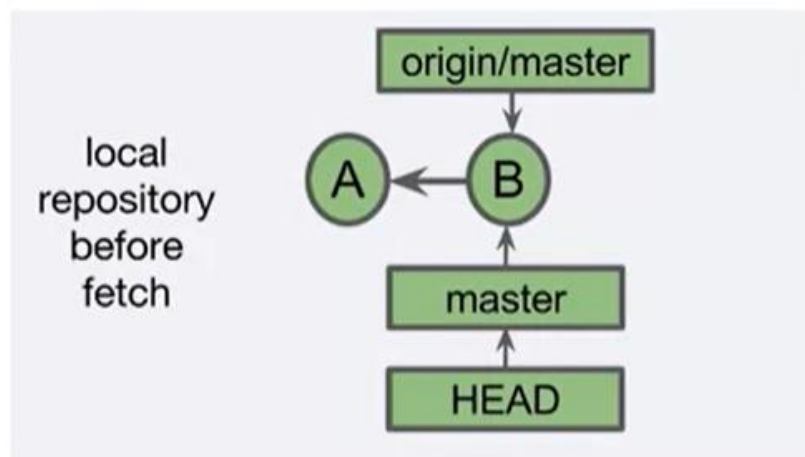 origin/master
local
repository
before
fetch
A
B
master
HEAD